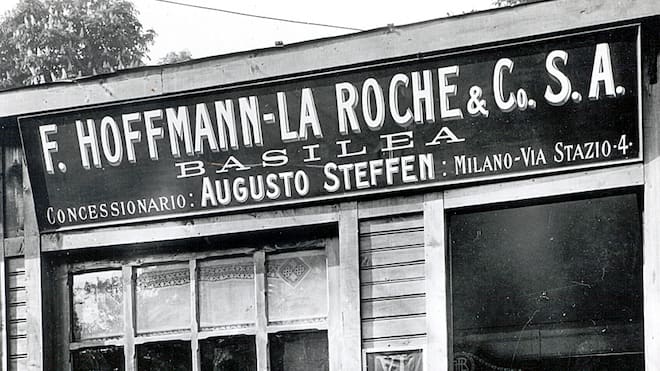 F. HOFFMANN-LA ROCHE & Co. S.A.
BASILEA
CONCESSIONARIO: AUGUSTO STEFFEN: MILANO-VIA STAZIO-4.